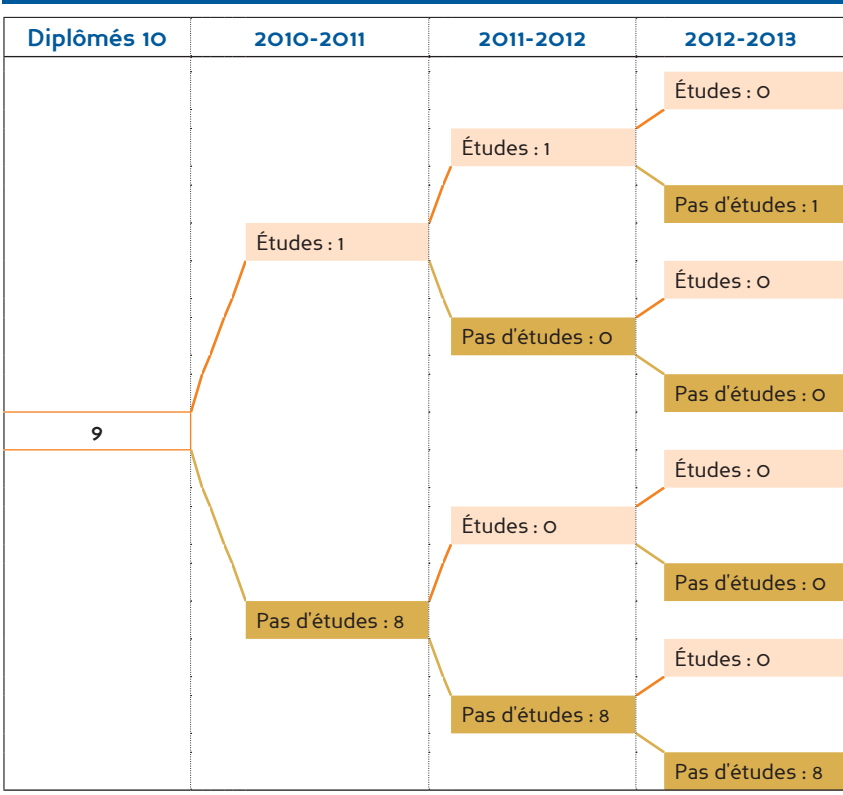 Diplômés 10 2010-2011 2011-2012 2012-2013
Études : 0
Études : 1
Pas d'études : 1
Études : 1
Études : 0
Pas d'études : 0
Pas d'études : 0
9
Études : 0
Études : 0
Pas d'études : 0
Pas d'études : 8
Études : 0
Pas d'études : 8
Pas d'études : 8